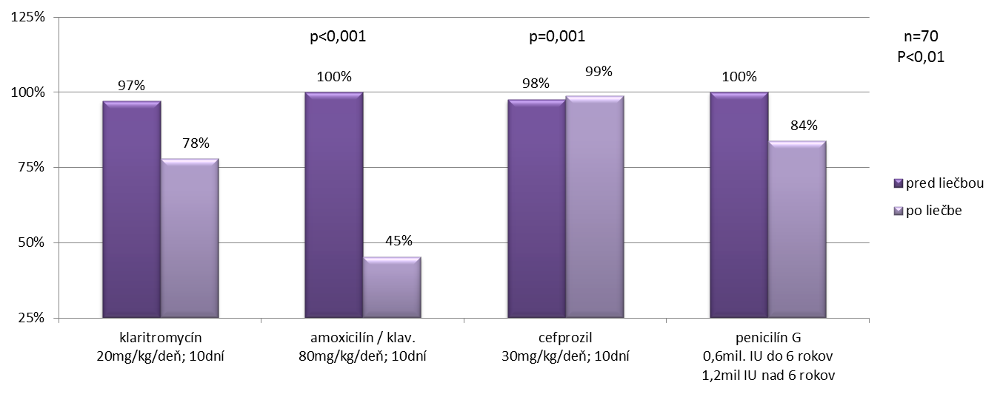 125%
p<0,001
p=0,001
n=70
P<0,01
97%
100%
98%
99%
100%
100%
78%
84%
75%
45%
50%
25%
pred liečbou
po liečbe
klaritromycín
20mg/kg/deň; 10dní
amoxicilín / klav.
80mg/kg/deň; 10dní
cefprozil
30mg/kg/deň; 10dní
penicilín G
0,6mil. IU do 6 rokov
1,2mil IU nad 6 rokov